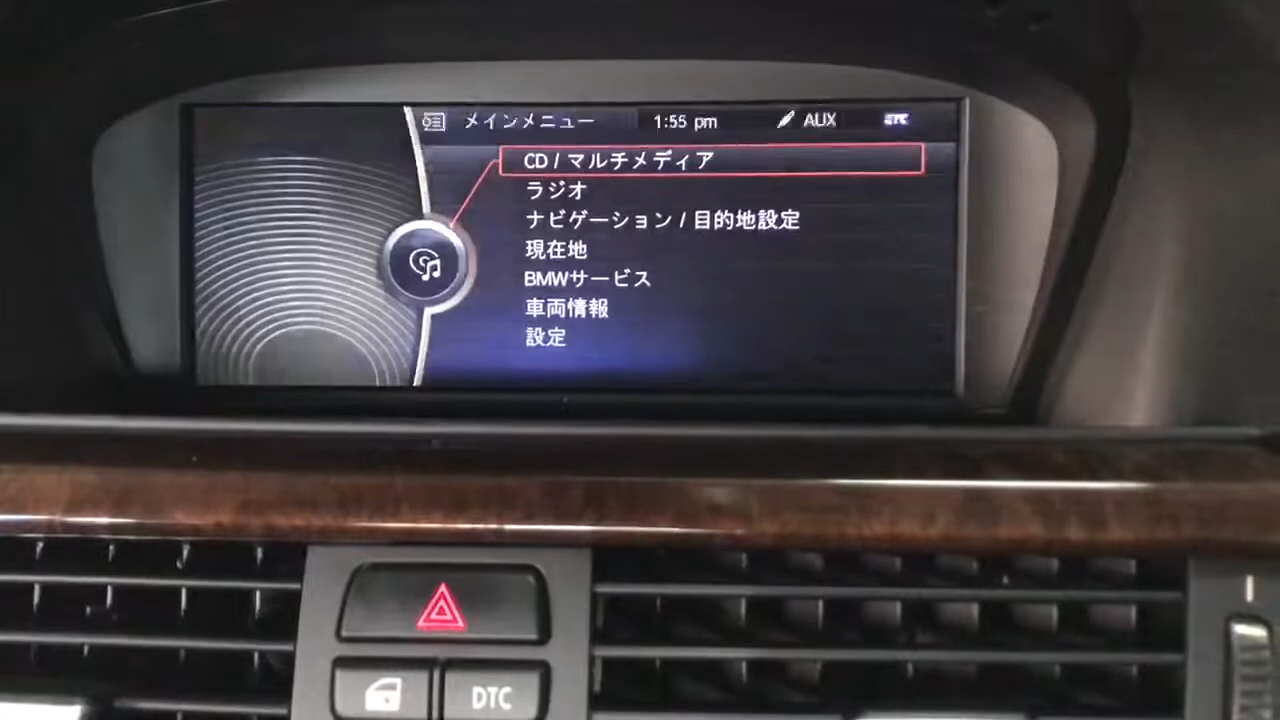 メインメニュー 1:55 pm AUX ETC
CD / マルチメディア
ラジオ
ナビゲーション / 目的地設定
現在地
BMWサービス
車両情報
設定
DTC